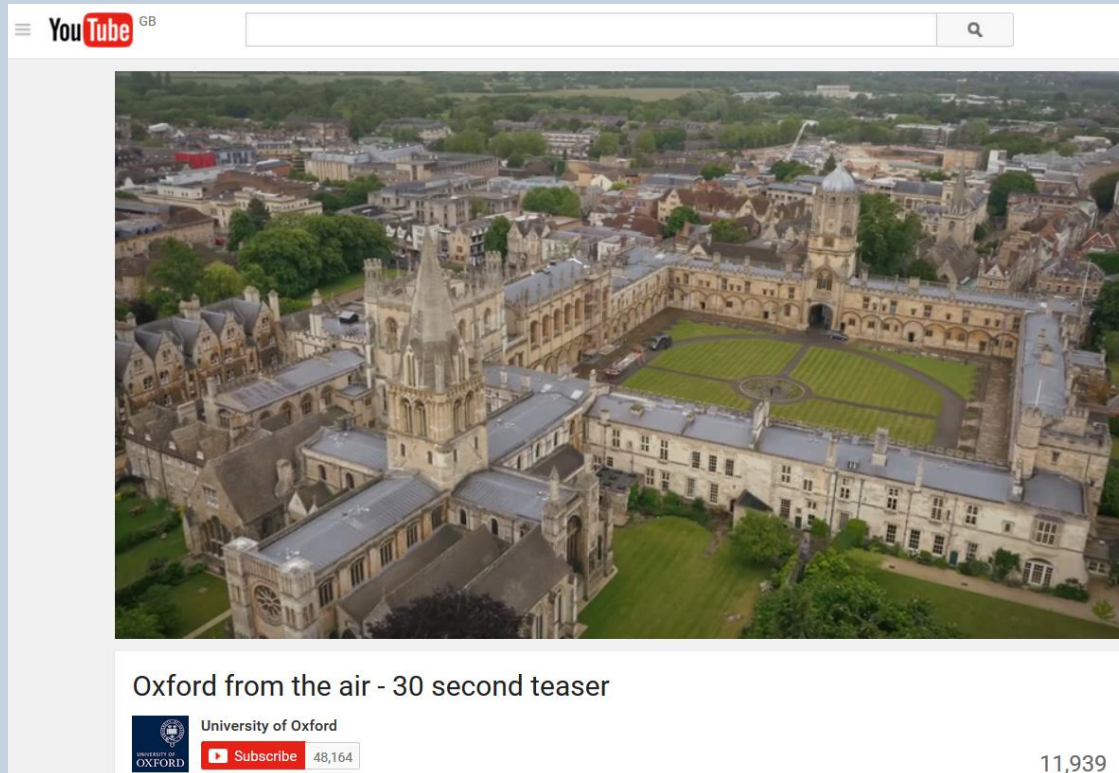 YouTube GB
Oxford from the air - 30 second teaser
University of Oxford
UNIVERSITY OF
OXFORD
Subscribe 48,164
11,939